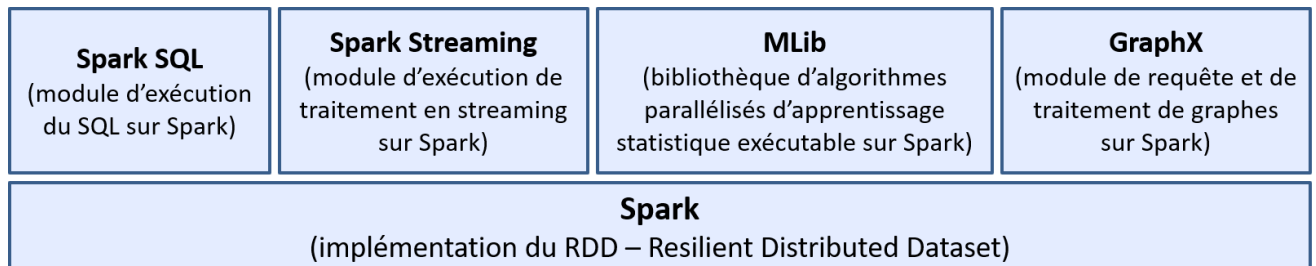 Spark SQL
(module d’exécution
du SQL sur Spark)
Spark Streaming
(module d’exécution de
traitement en streaming
sur Spark)
MLib
(bibliothèque d’algorithmes
parallélisés d’apprentissage
statistique exécutable sur Spark)
GraphX
(module de requête et de
traitement de graphes
sur Spark)
Spark
(implémentation du RDD – Resilient Distributed Dataset)